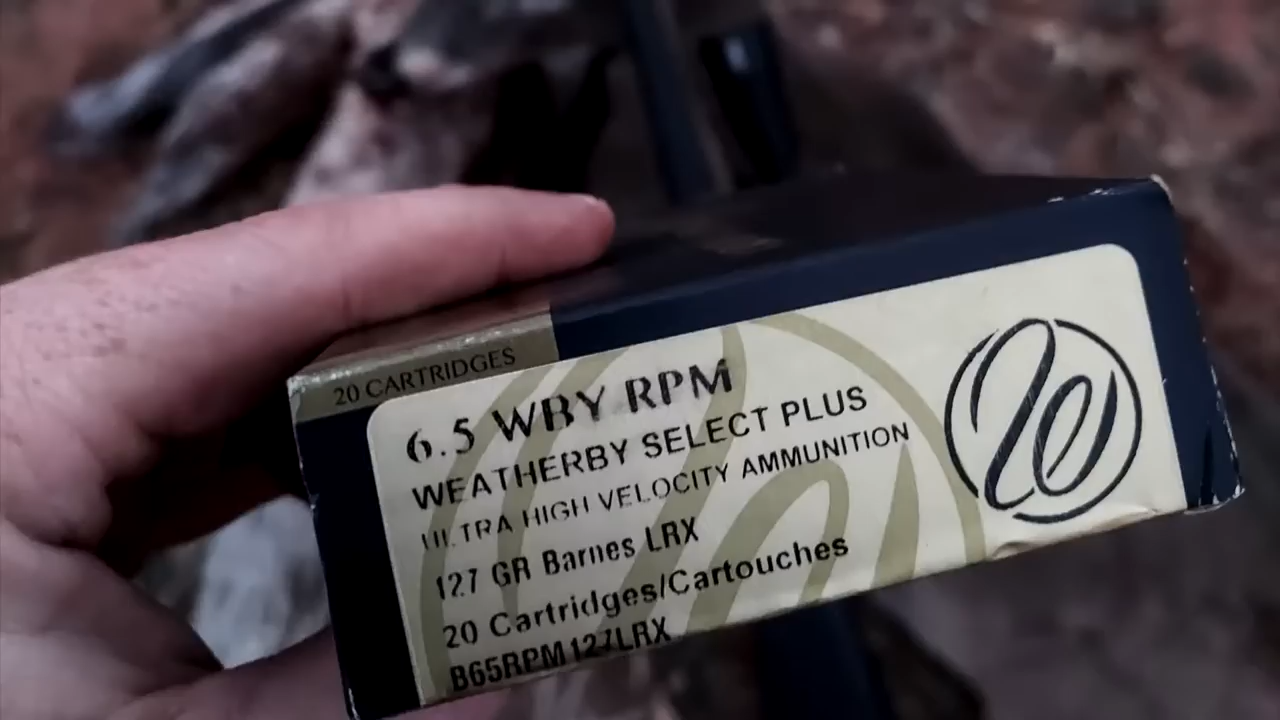 20 CARTRIDGES
6.5 WBY RPM
WEATHERBY SELECT PLUS
ULTRA HIGH VELOCITY AMMUNITION
127 GR Barnes LRX
20 Cartridges/Cartouches
B65RPM127LRX